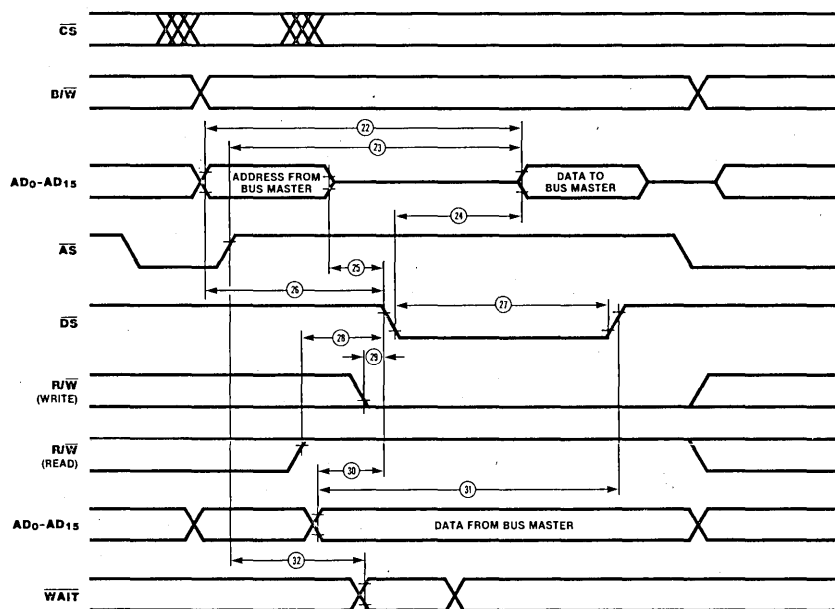 CS
B/W
22
23
AD0-AD15
ADDRESS FROM
BUS MASTER
DATA TO
BUS MASTER
24
AS
25
26
DS
27
28
29
R/W
(WRITE)
R/W
(READ)
30
31
AD0-AD15
DATA FROM BUS MASTER
32
WAIT